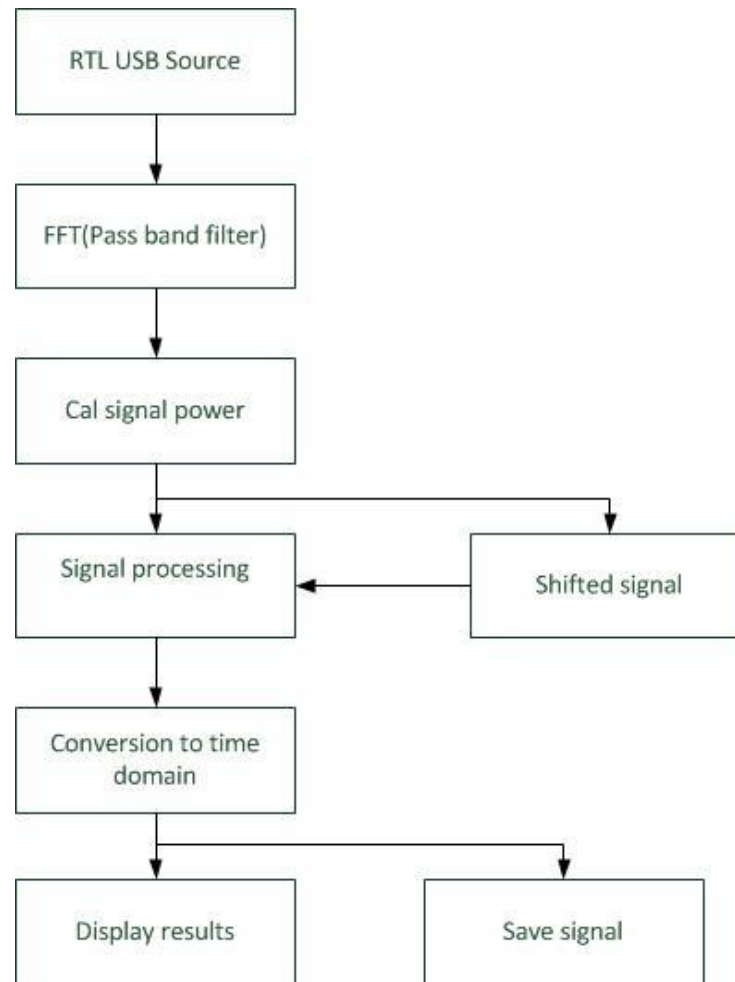 RTL USB Source
FFT(Pass band filter)
Cal signal power
Signal processing
Shifted signal
Conversion to time
domain
Display results
Save signal